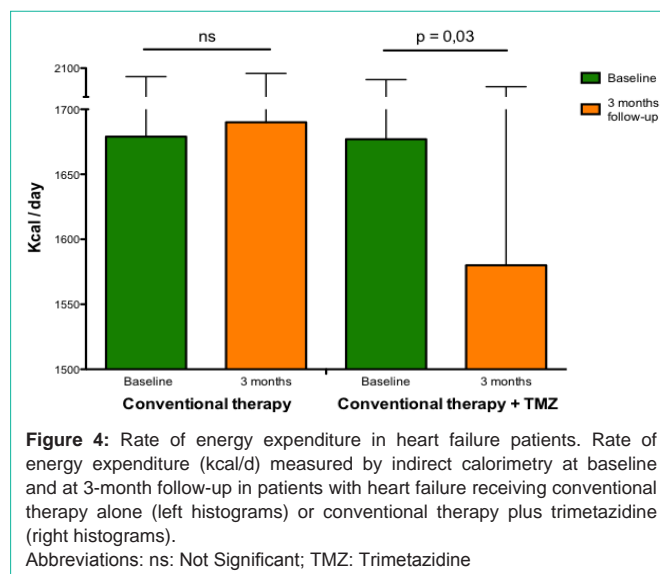 ns
p = 0,03
2100
1700
1650
1600
1550
1500
Kcal / day
Baseline
3 months
follow-up
Baseline
3 months
Baseline
3 months
Conventional therapy
Conventional therapy + TMZ
Figure 4: Rate of energy expenditure in heart failure patients. Rate of
energy expenditure (kcal/d) measured by indirect calorimetry at baseline
and at 3-month follow-up in patients with heart failure receiving conventional
therapy alone (left histograms) or conventional therapy plus trimetazidine
(right histograms).
Abbreviations: ns: Not Significant; TMZ: Trimetazidine